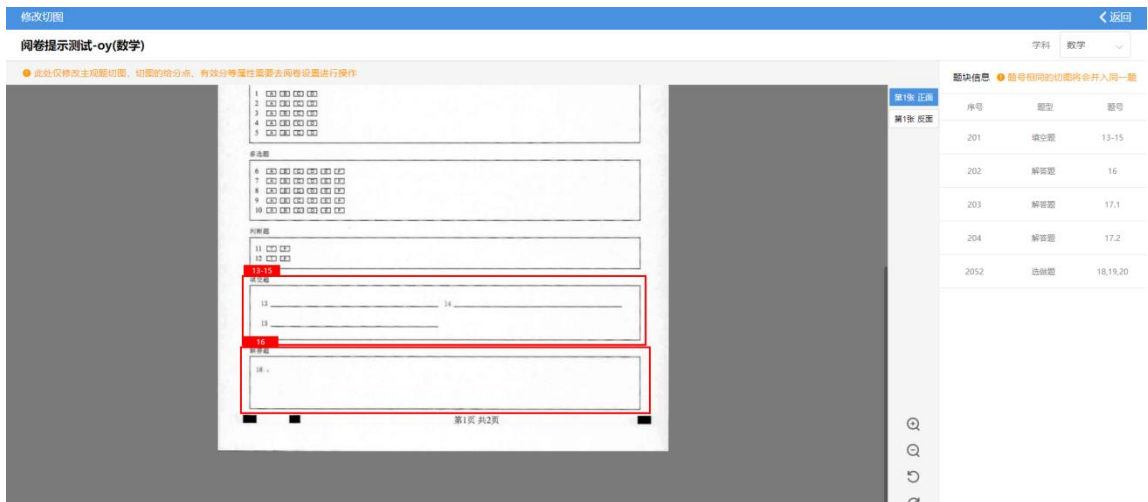 修改切图
返回
阅卷提示测试-oy(数学)
学科 数学
此处仅修改主观题切图，切图的给分点、有效分等属性需要去阅卷设置进行操作
题块信息 题号相同的切图将会并入同一题
第1张 正面
第1张 反面
序号 题型 题号
201 填空题 13-15
202 解答题 16
203 解答题 17.1
204 解答题 17.2
2052 选做题 18,19,20
1 [A] [B] [C] [D]
2 [A] [B] [C] [D]
3 [A] [B] [C] [D]
4 [A] [B] [C] [D]
5 [A] [B] [C] [D]
多选题
6 [A] [B] [C] [D] [E] [F]
7 [A] [B] [C] [D] [E] [F]
8 [A] [B] [C] [D] [E] [F]
9 [A] [B] [C] [D] [E] [F]
10 [A] [B] [C] [D] [E] [F]
判断题
11 [T] [F]
12 [T] [F]
13-15
填空题
13 14
15
16
解答题
16 .
第1页 共2页